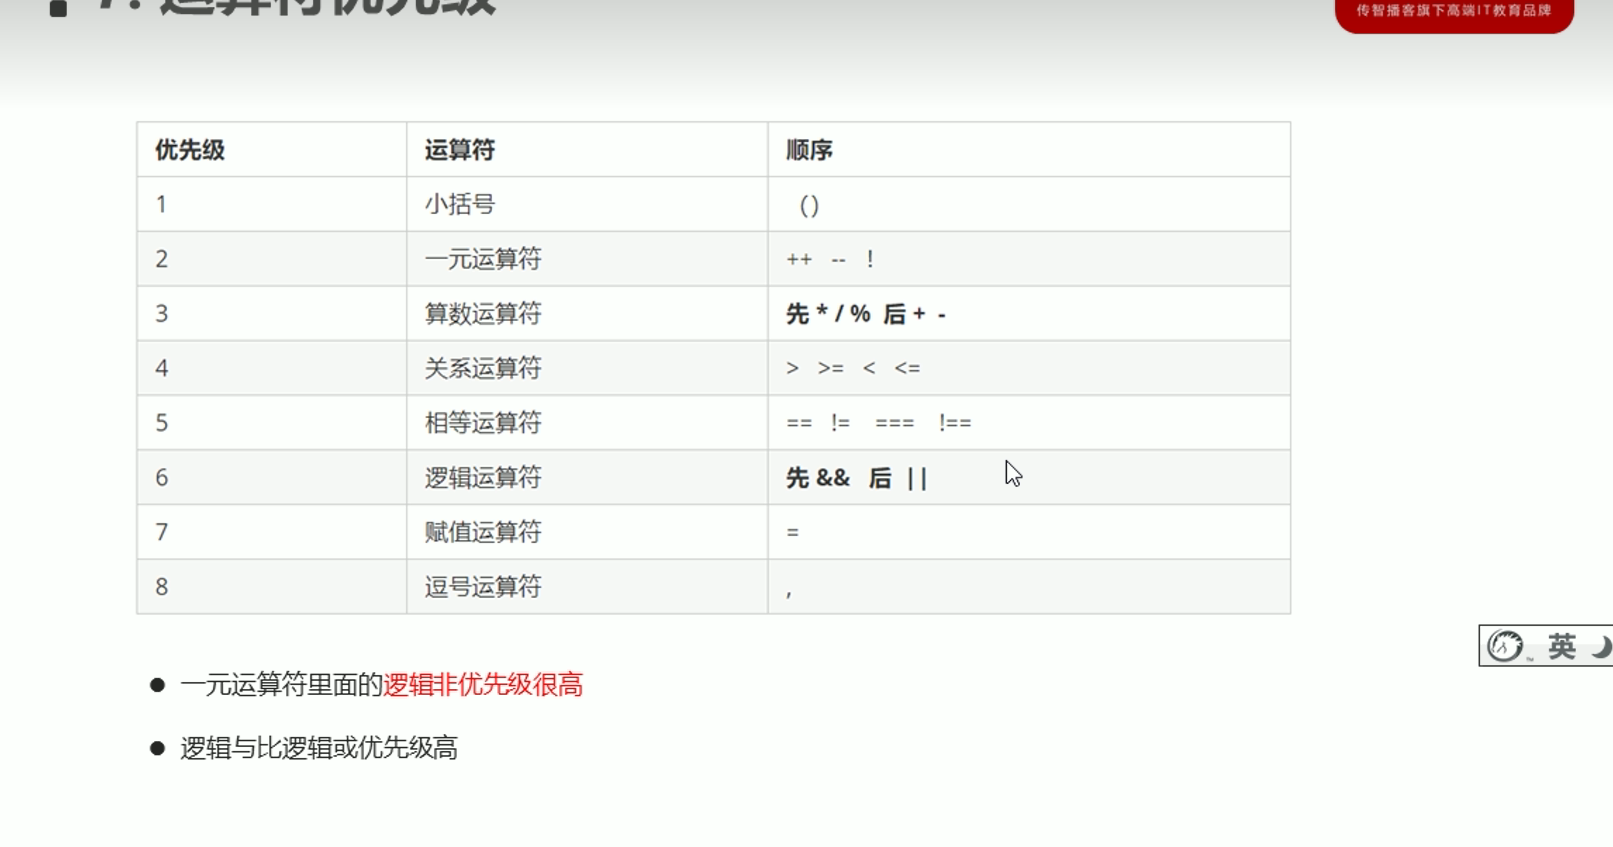 7. 运算符优先级
传智播客旗下高端IT教育品牌
优先级 运算符 顺序
1 小括号 ()
2 一元运算符 ++ -- !
3 算数运算符 先 * / % 后 + -
4 关系运算符 > >= < <=
5 相等运算符 == != === !==
6 逻辑运算符 先 && 后 ||
7 赋值运算符 =
8 逗号运算符 ,
● 一元运算符里面的逻辑非优先级很高
● 逻辑与比逻辑或优先级高
英